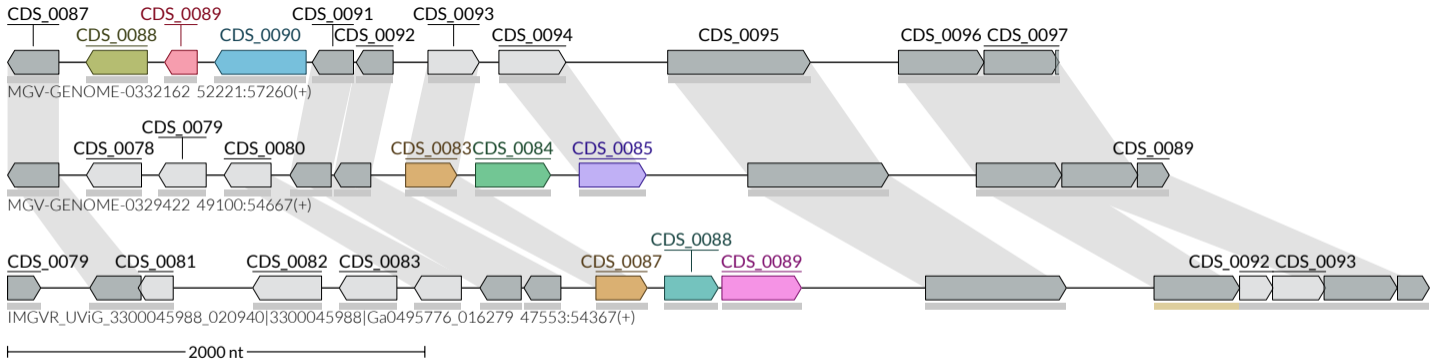 CDS_0087 CDS_0089 CDS_0091 CDS_0093
CDS_0088 CDS_0090 CDS_0092 CDS_0094 CDS_0095 CDS_0096 CDS_0097
MGV-GENOME-0332162 52221:57260(+)
CDS_0079
CDS_0078 CDS_0080 CDS_0083 CDS_0084 CDS_0085 CDS_0089
MGV-GENOME-0329422 49100:54667(+)
CDS_0088
CDS_0079 CDS_0081 CDS_0082 CDS_0083 CDS_0087 CDS_0089 CDS_0092 CDS_0093
IMGVR_UViG_3300045988_020940|3300045988|Ga0495776_016279 47553:54367(+)
2000 nt